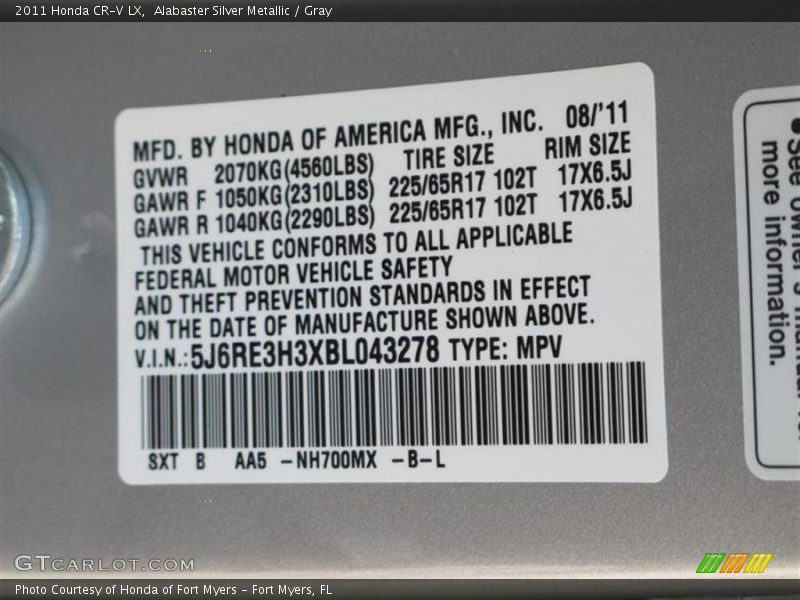 2011 Honda CR-V LX,  Alabaster Silver Metallic / Gray
MFD. BY HONDA OF AMERICA MFG., INC. 08/'11
GVWR 2070KG(4560LBS) TIRE SIZE RIM SIZE
GAWR F 1050KG(2310LBS) 225/65R17 102T 17X6.5J
GAWR R 1040KG(2290LBS) 225/65R17 102T 17X6.5J
THIS VEHICLE CONFORMS TO ALL APPLICABLE
FEDERAL MOTOR VEHICLE SAFETY
AND THEFT PREVENTION STANDARDS IN EFFECT
ON THE DATE OF MANUFACTURE SHOWN ABOVE.
V.I.N.:5J6RE3H3XBL043278 TYPE: MPV
SXT B AA5 -NH700MX -B-L
See owner's manual
more information.
GTCARLOT.COM
Photo Courtesy of Honda of Fort Myers - Fort Myers, FL